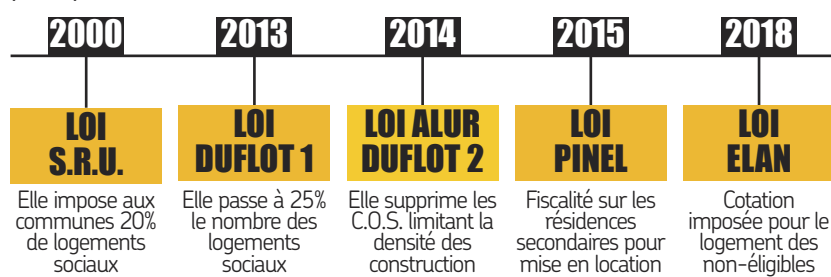 2000
2013
2014
2015
2018
LOI
S.R.U.
LOI
DUFLOT 1
LOI ALUR
DUFLOT 2
LOI
PINEL
LOI
ELAN
Elle impose aux
communes 20%
de logements
sociaux
Elle passe à 25%
le nombre des
logements
sociaux
Elle supprime les
C.O.S. limitant la
densité des
construction
Fiscalité sur les
résidences
secondaires pour
mise en location
Cotation
imposée pour le
logement des
non-éligibles